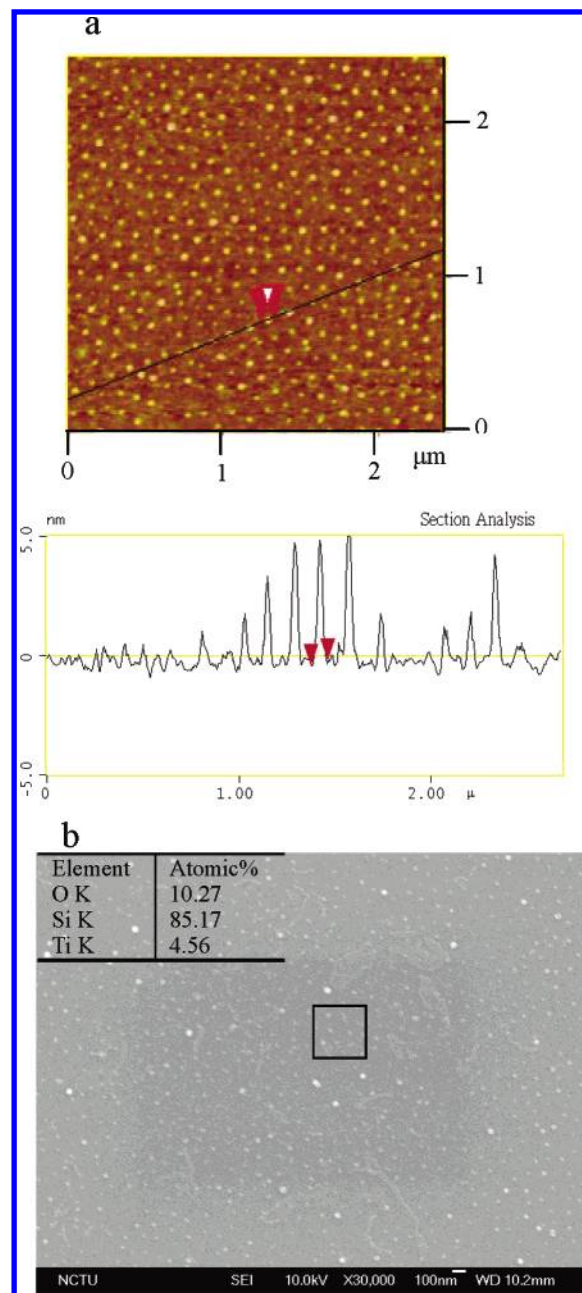 a
2
1
0
0 1 2 μm
nm Section Analysis
5.0
0
-5.0
0 1.00 2.00 μ
b
Element Atomic%
O K 10.27
Si K 85.17
Ti K 4.56
NCTU SEI 10.0kV X30,000 100nm WD 10.2mm